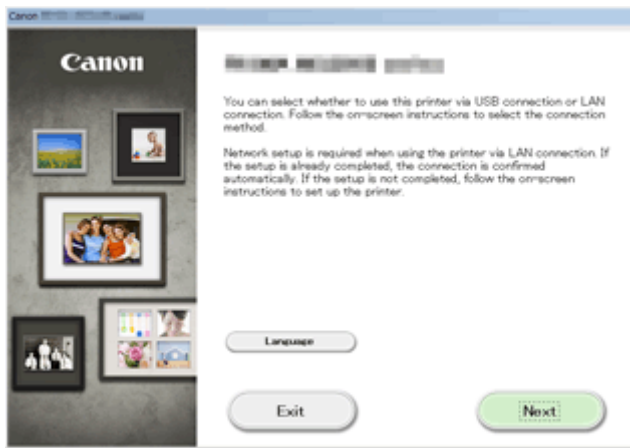 Canon
Canon
You can select whether to use this printer via USB connection or LAN
connection. Follow the on-screen instructions to select the connection
method.
Network setup is required when using the printer via LAN connection. If
the setup is already completed, the connection is confirmed
automatically. If the setup is not completed, follow the on-screen
instructions to set up the printer.
Language
Exit
Next